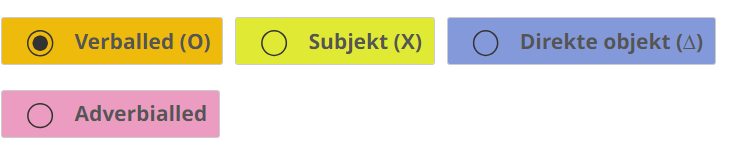 Verballed (O) Subjekt (X) Direkte objekt (∆)
Adverbialled